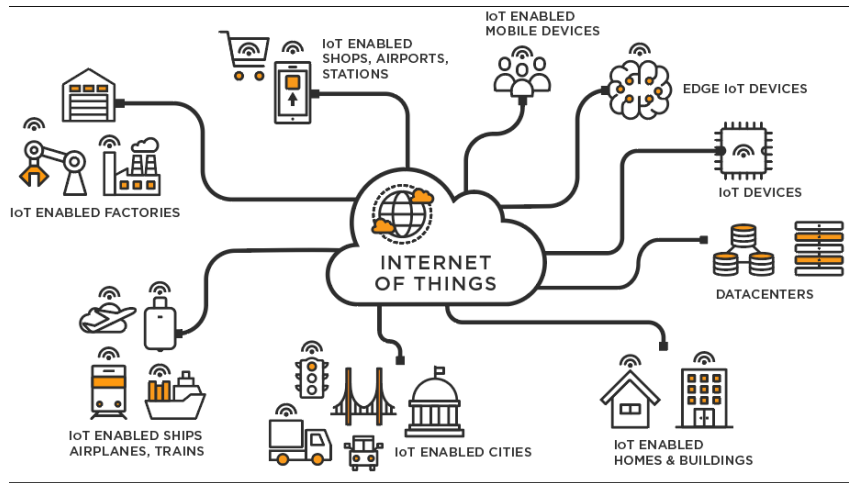 IoT ENABLED
MOBILE DEVICES
IoT ENABLED
SHOPS, AIRPORTS,
STATIONS
EDGE IoT DEVICES
IoT DEVICES
IoT ENABLED FACTORIES
INTERNET
OF THINGS
DATACENTERS
IoT ENABLED SHIPS
AIRPLANES, TRAINS
IoT ENABLED CITIES
IoT ENABLED
HOMES & BUILDINGS